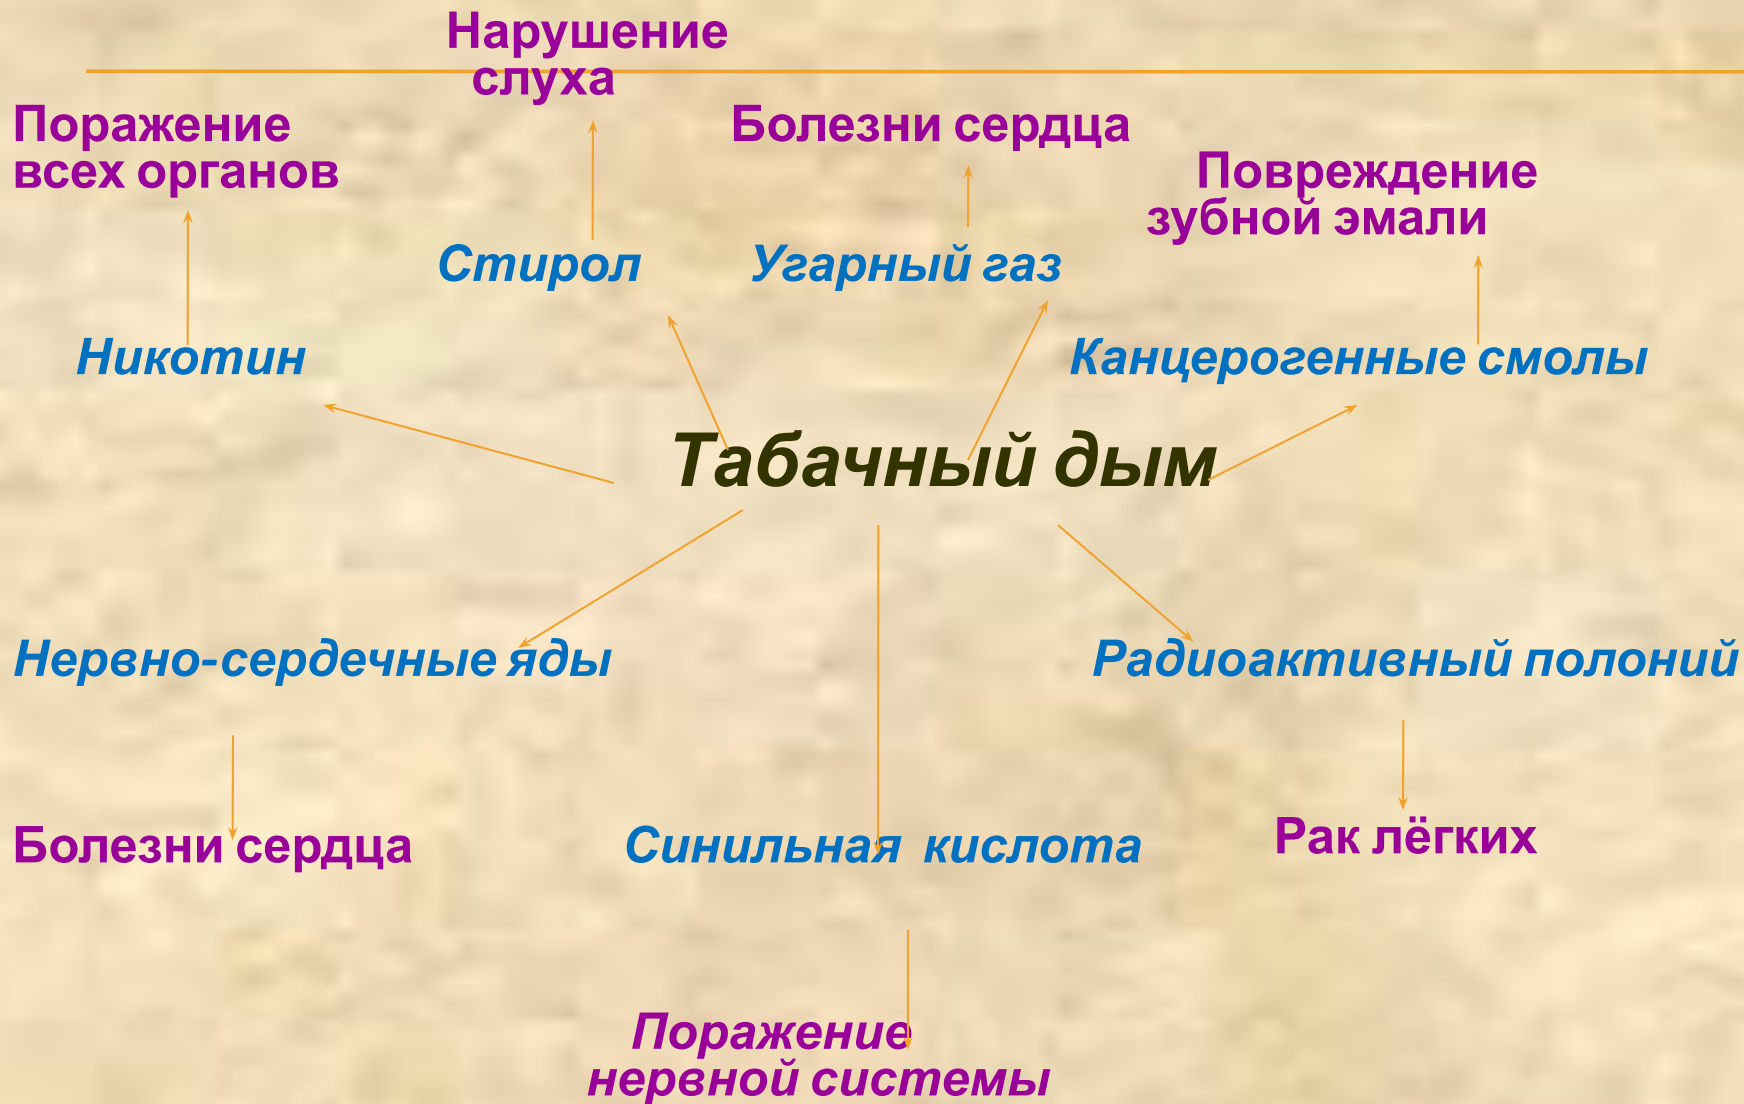 Нарушение
слуха
Поражение
всех органов
Болезни сердца
Повреждение
зубной эмали
Стирол
Угарный газ
Никотин
Канцерогенные смолы
Табачный дым
Нервно-сердечные яды
Радиоактивный полоний
Болезни сердца
Синильная кислота
Рак лёгких
Поражение
нервной системы